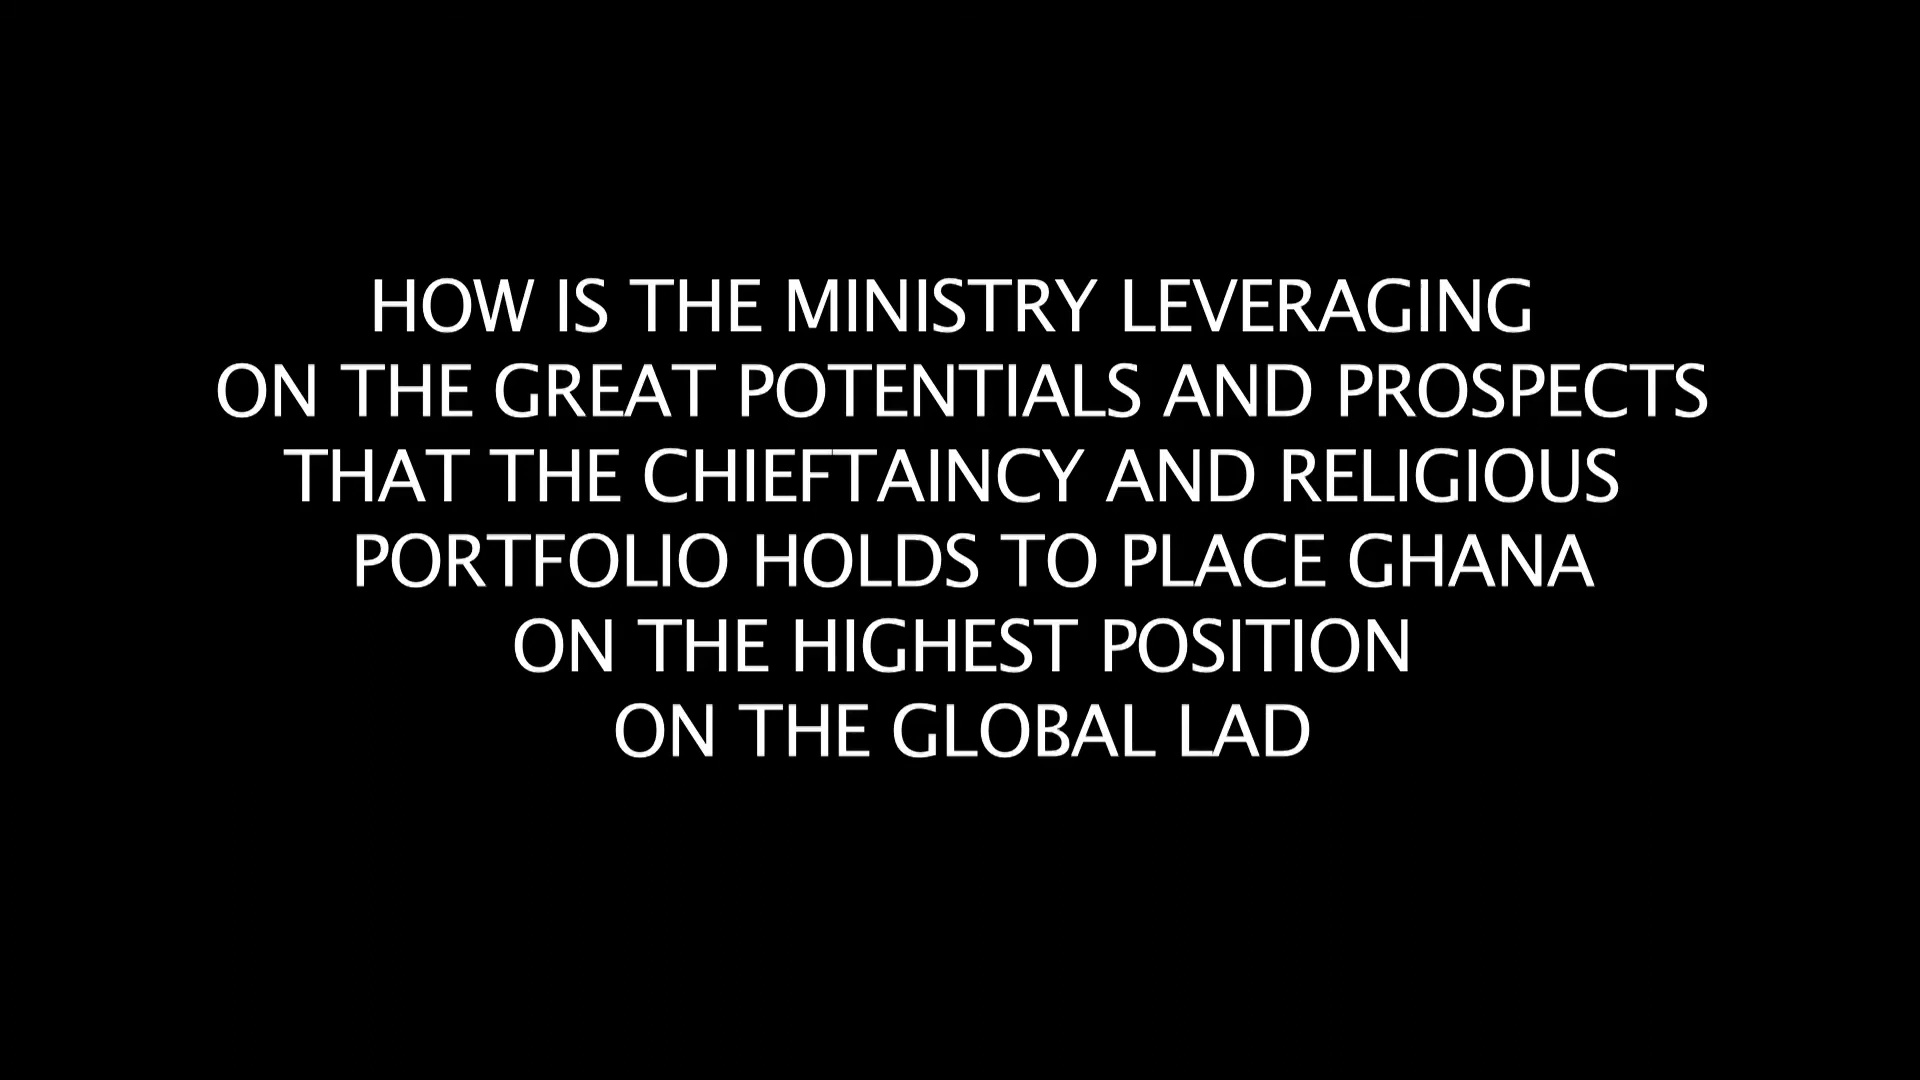 HOW IS THE MINISTRY LEVERAGING
ON THE GREAT POTENTIALS AND PROSPECTS
THAT THE CHIEFTAINCY AND RELIGIOUS
PORTFOLIO HOLDS TO PLACE GHANA
ON THE HIGHEST POSITION
ON THE GLOBAL LAD